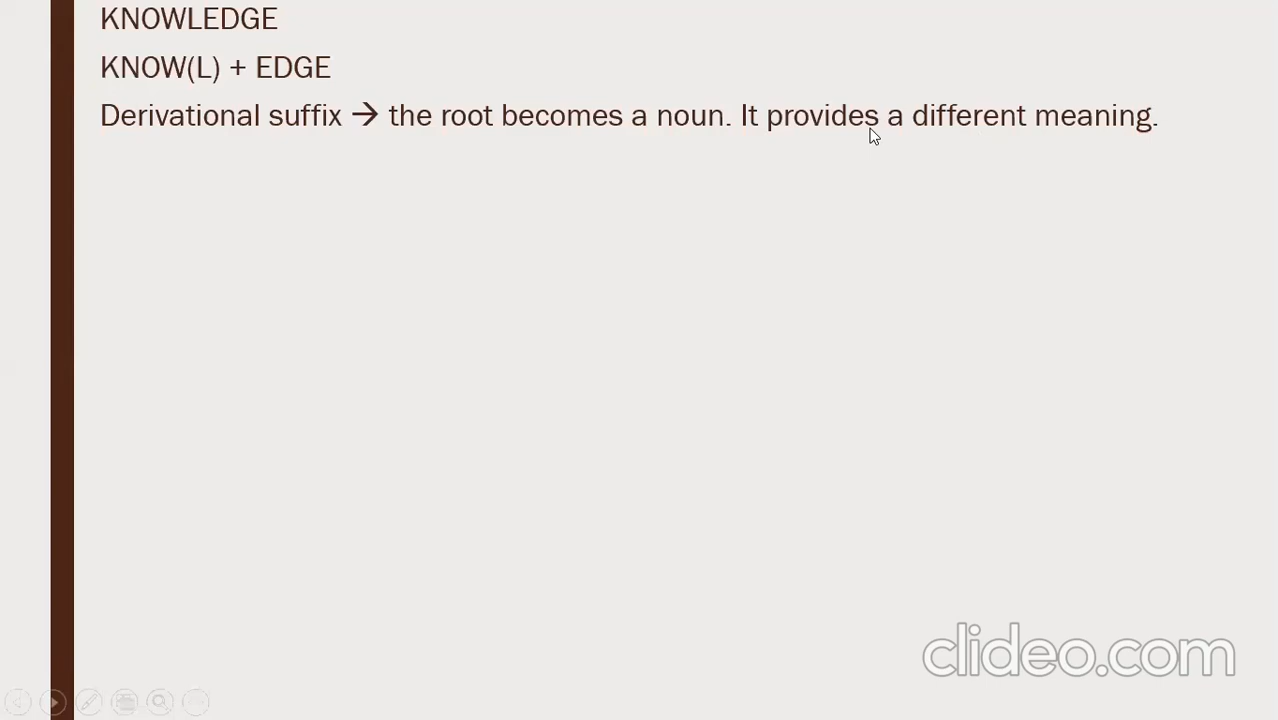 KNOWLEDGE
KNOW(L) + EDGE
Derivational suffix → the root becomes a noun. It provides a different meaning.
clideo.com